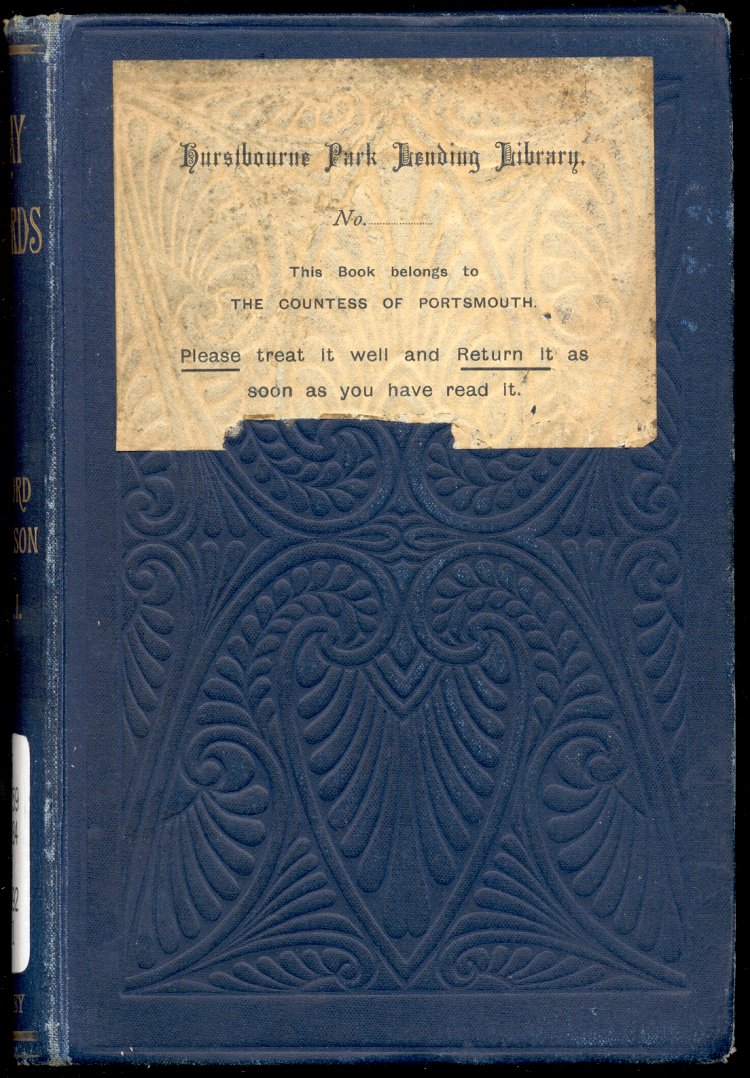 Hurstbourne Park Lending Library.
No.
This Book belongs to
THE COUNTESS OF PORTSMOUTH.
Please treat it well and Return it as
soon as you have read it.